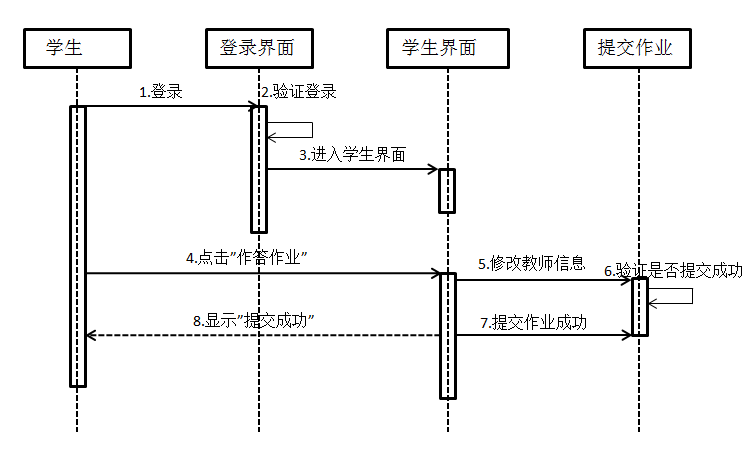 学生
登录界面
学生界面
提交作业
1.登录
2.验证登录
3.进入学生界面
4.点击”作答作业”
5.修改教师信息
6.验证是否提交成功
7.提交作业成功
8.显示”提交成功”